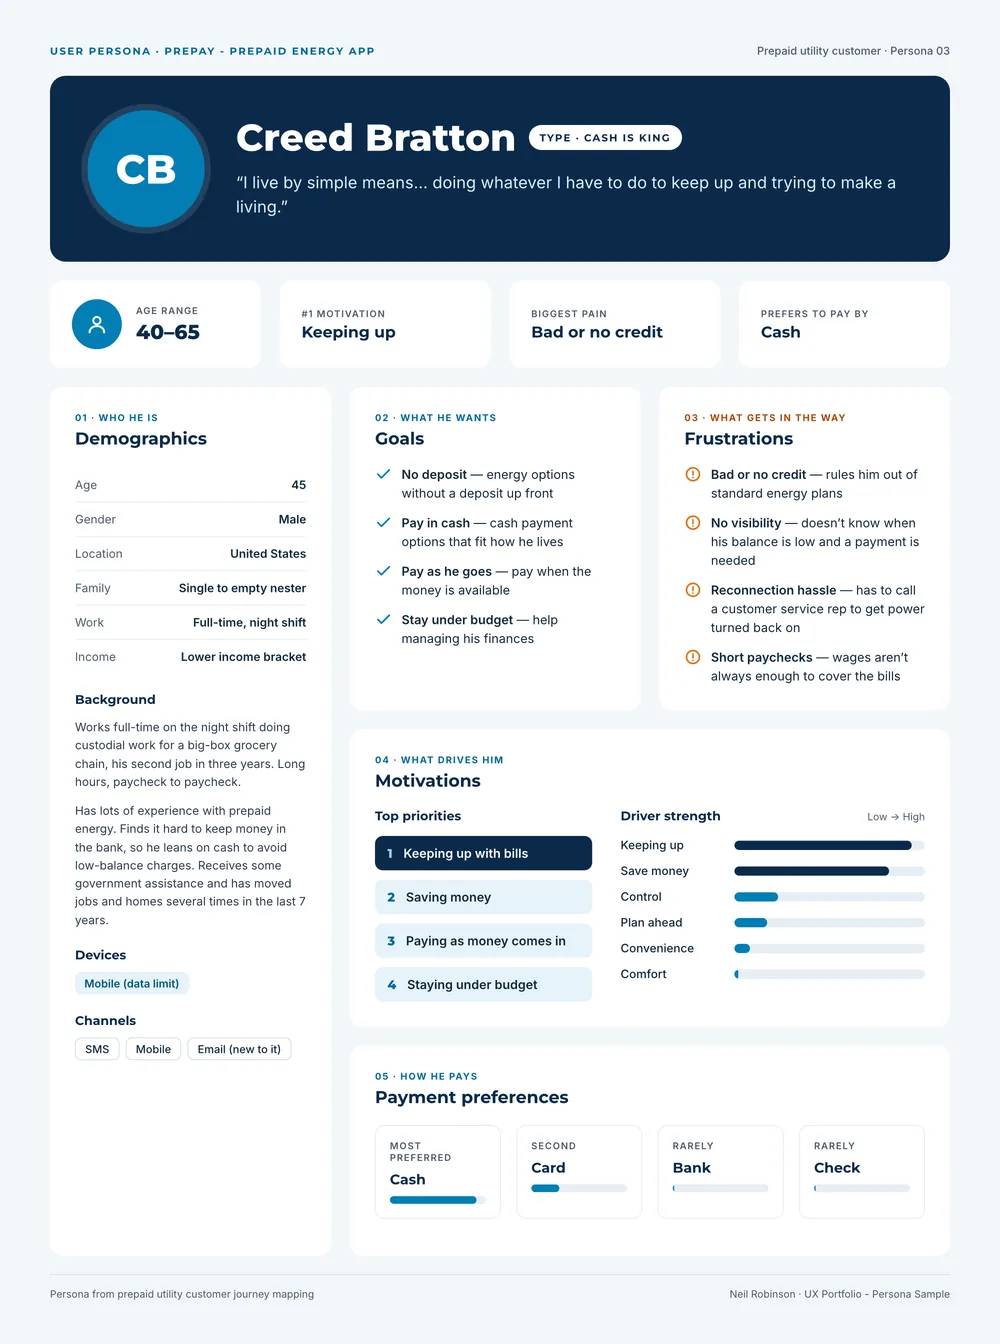 USER PERSONA · PREPAY - PREPAID ENERGY APP
Prepaid utility customer · Persona 03
CB
Creed Bratton
TYPE · CASH IS KING
“I live by simple means... doing whatever I have to do to keep up and trying to make a
living.”
AGE RANGE
40–65
#1 MOTIVATION
Keeping up
BIGGEST PAIN
Bad or no credit
PREFERS TO PAY BY
Cash
01 · WHO HE IS
Demographics
Age 45
Gender Male
Location United States
Family Single to empty nester
Work Full-time, night shift
Income Lower income bracket
Background
Works full-time on the night shift doing
custodial work for a big-box grocery
chain, his second job in three years. Long
hours, paycheck to paycheck.
Has lots of experience with prepaid
energy. Finds it hard to keep money in
the bank, so he leans on cash to avoid
low-balance charges. Receives some
government assistance and has moved
jobs and homes several times in the last 7
years.
Devices
Mobile (data limit)
Channels
SMS
Mobile
Email (new to it)
02 · WHAT HE WANTS
Goals
No deposit — energy options
without a deposit up front
Pay in cash — cash payment
options that fit how he lives
Pay as he goes — pay when the
money is available
Stay under budget — help
managing his finances
03 · WHAT GETS IN THE WAY
Frustrations
Bad or no credit — rules him out of
standard energy plans
No visibility — doesn’t know when
his balance is low and a payment is
needed
Reconnection hassle — has to call
a customer service rep to get power
turned back on
Short paychecks — wages aren’t
always enough to cover the bills
04 · WHAT DRIVES HIM
Motivations
Top priorities
1 Keeping up with bills
2 Saving money
3 Paying as money comes in
4 Staying under budget
Driver strength
Low → High
Keeping up
Save money
Control
Plan ahead
Convenience
Comfort
05 · HOW HE PAYS
Payment preferences
MOST
PREFERRED
Cash
SECOND
Card
RARELY
Bank
RARELY
Check
Persona from prepaid utility customer journey mapping
Neil Robinson · UX Portfolio - Persona Sample